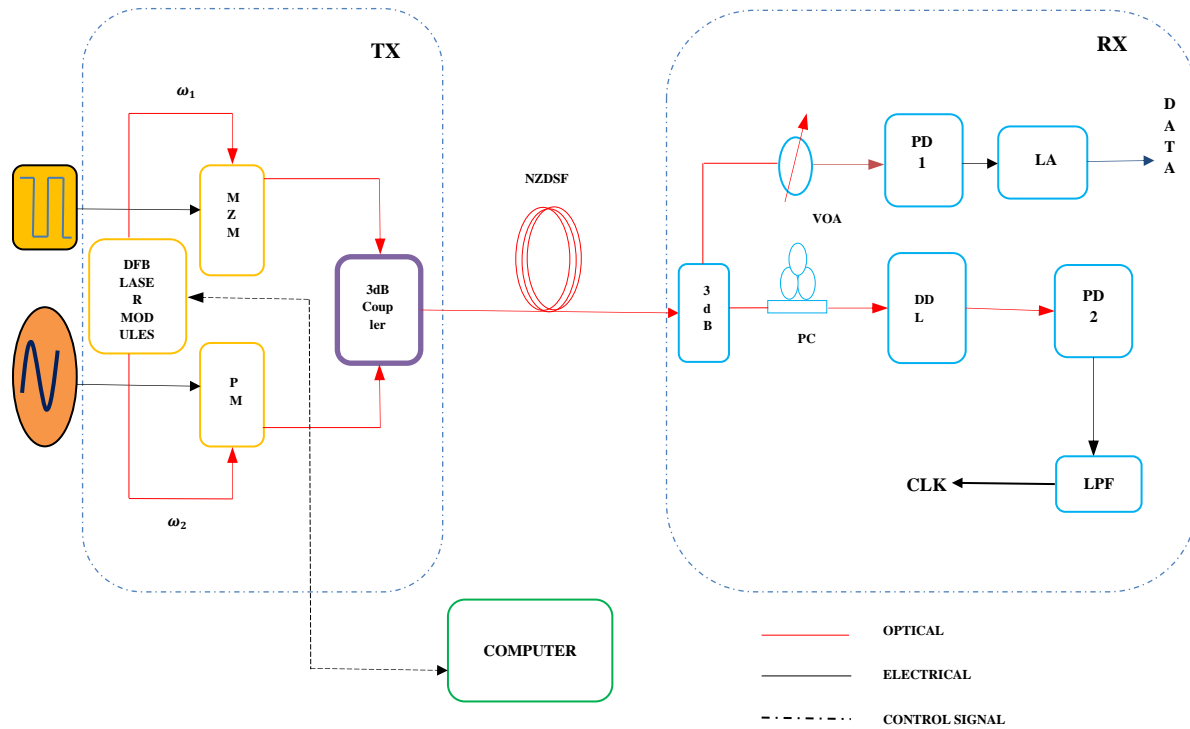 TX
ω₁
M
Z
M
DFB
LASE
R MOD
ULES
P
M
ω₂
3dB
Coup
ler
NZDSF
COMPUTER
RX
3
d
B
VOA
PD
1
LA
D
A
T
A
PC
DD
L
PD
2
LPF
CLK
OPTICAL
ELECTRICAL
CONTROL SIGNAL